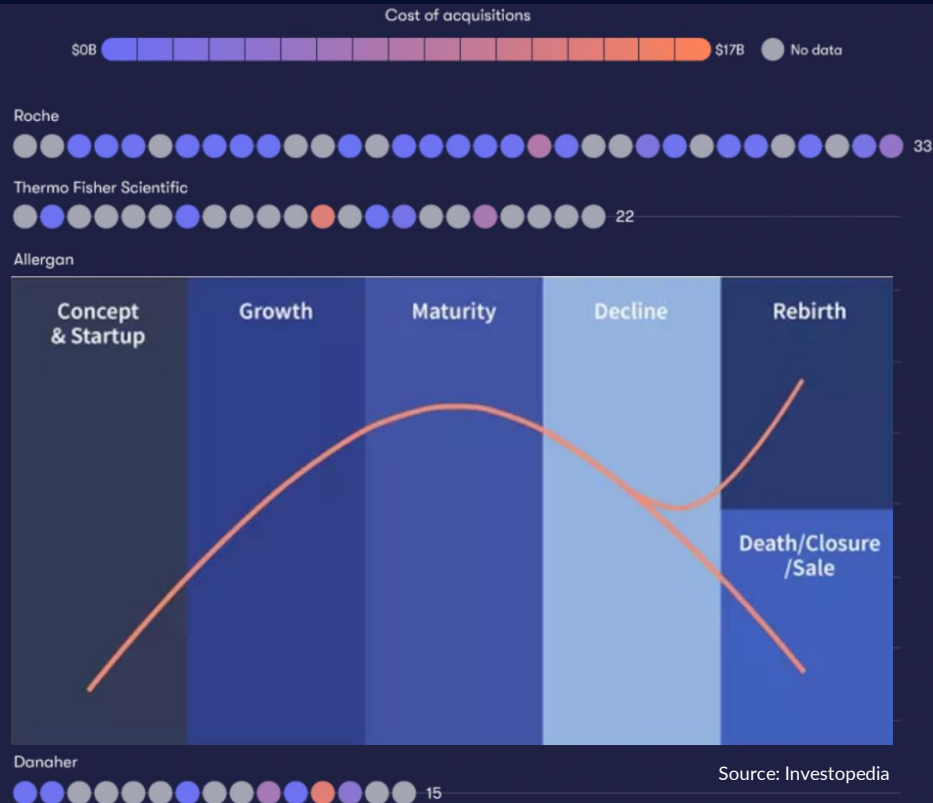 Cost of acquisitions
$0B
$17B
No data
Roche
33
Thermo Fisher Scientific
22
Allergan
Concept
& Startup
Growth
Maturity
Decline
Rebirth
Death/Closure
/Sale
Danaher
15
Source: Investopedia